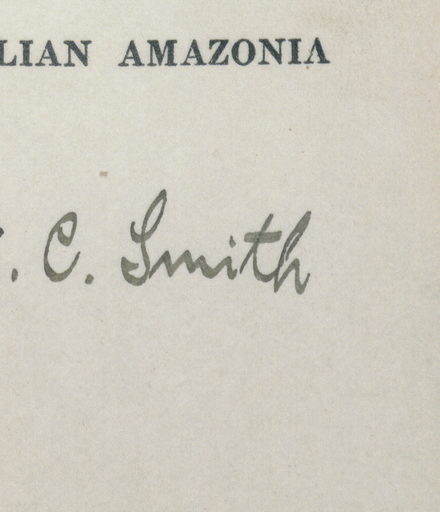 LIAN AMAZONIA
. C. Smith